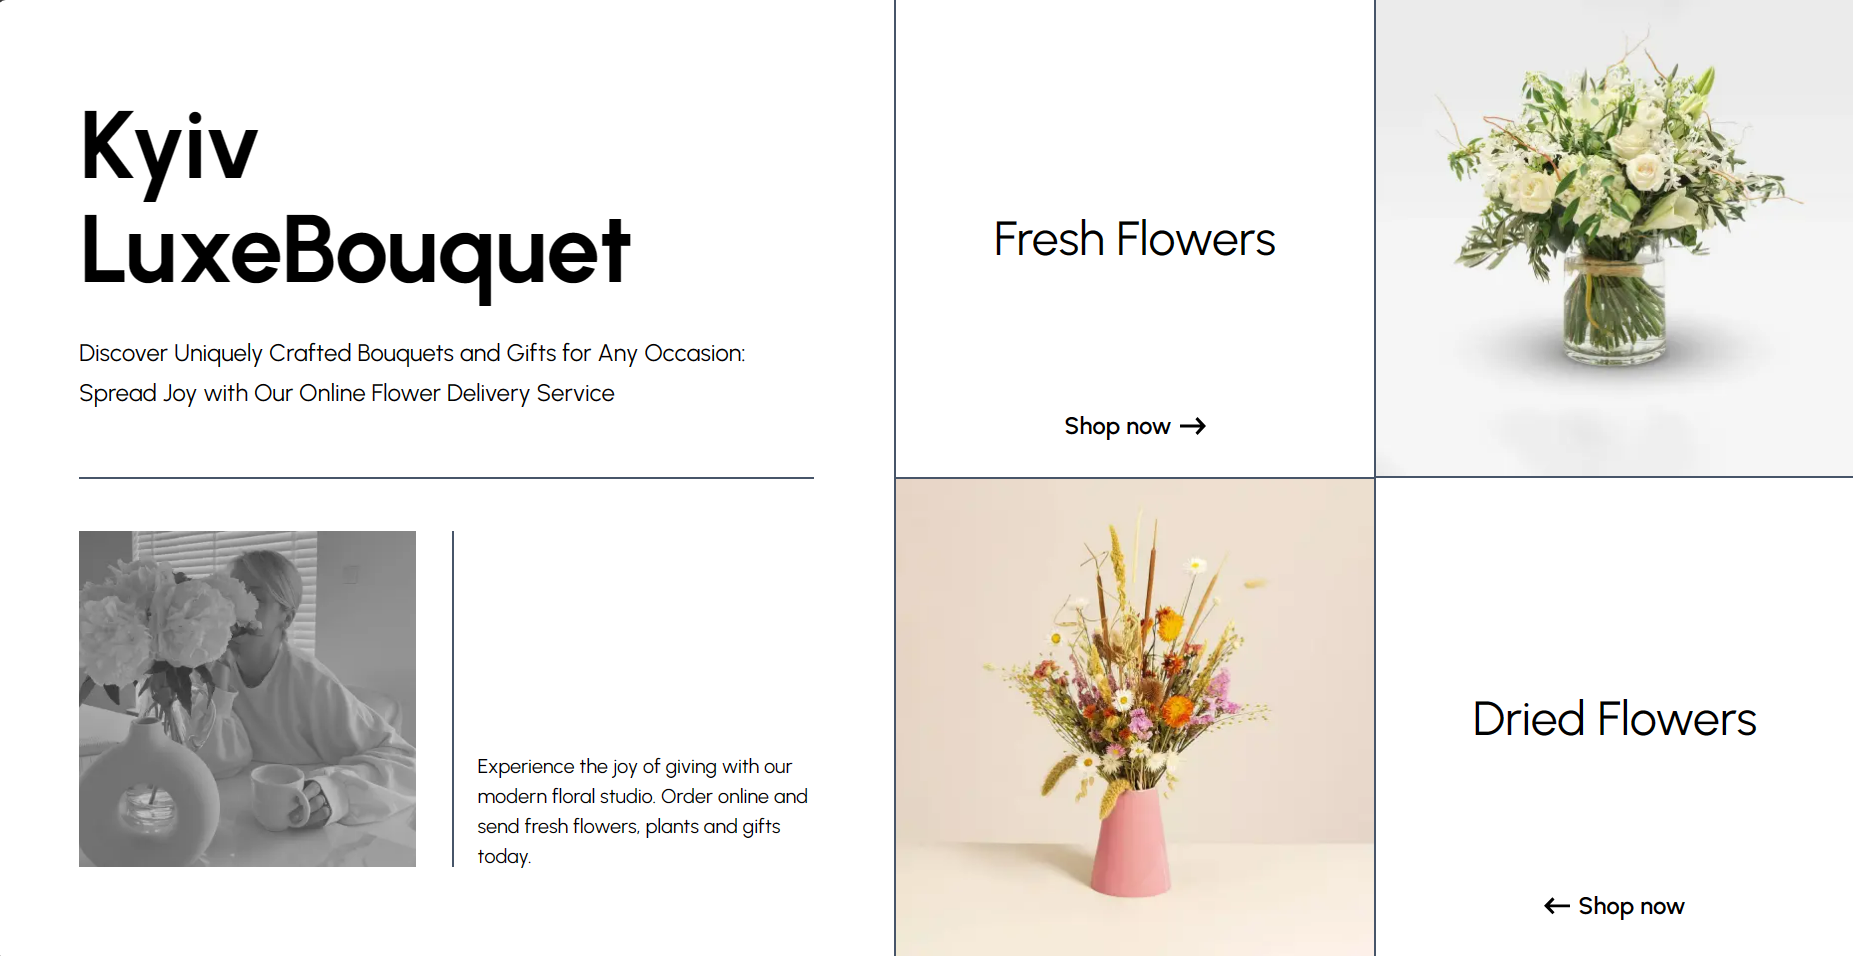 Kyiv
LuxeBouquet
Discover Uniquely Crafted Bouquets and Gifts for Any Occasion:
Spread Joy with Our Online Flower Delivery Service
Experience the joy of giving with our
modern floral studio. Order online and
send fresh flowers, plants and gifts
today.
Fresh Flowers
Shop now →
Dried Flowers
← Shop now